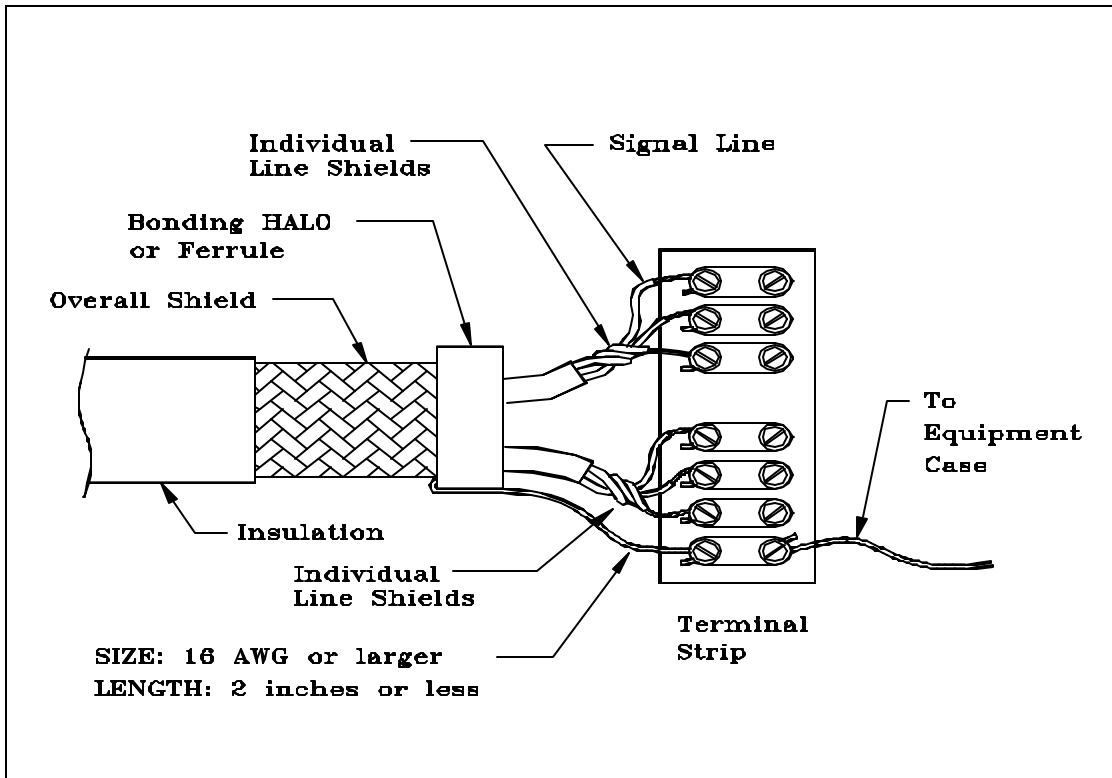 Individual
Line Shields
Signal Line
Bonding HALO
or Ferrule
Overall Shield
To
Equipment
Case
Insulation
Individual
Line Shields
Terminal
Strip
SIZE: 16 AWG or larger
LENGTH: 2 inches or less